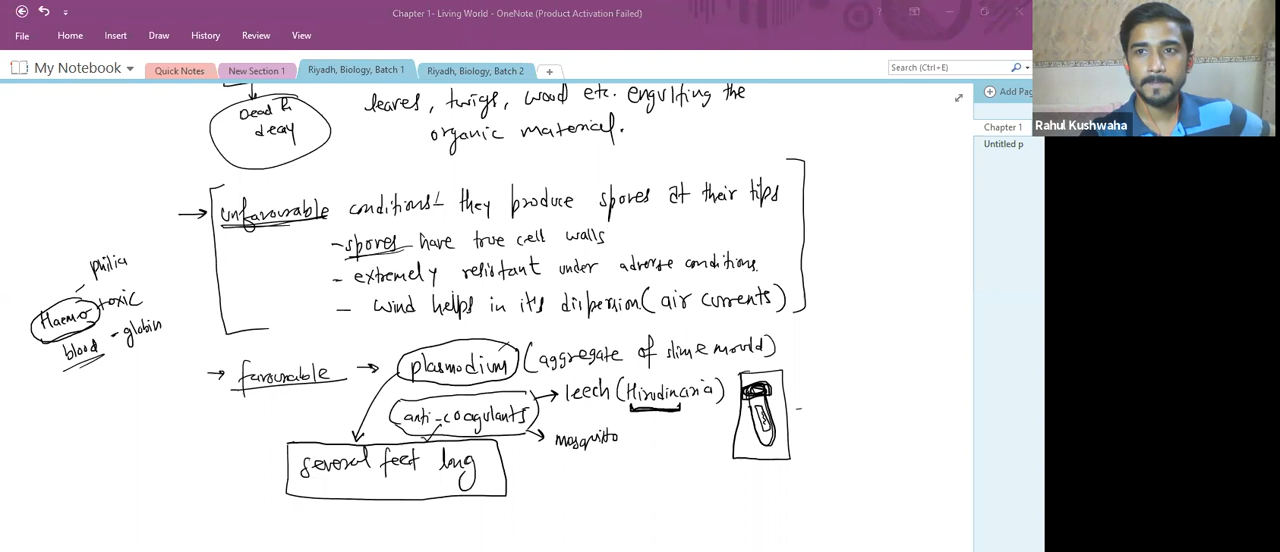 Chapter 1- Living World - OneNote (Product Activation Failed)
File Home Insert Draw History Review View
My Notebook Quick Notes New Section 1 Riyadh, Biology, Batch 1 Riyadh, Biology, Batch 2 Search (Ctrl+E)
Add Pag
Chapter 1
Untitled p
Rahul Kushwaha
Dead
decay
leaves, twigs, wood etc. engulfing the
organic material.
unfavourable conditions they produce spores at their tips
- spores have true cell walls
- extremely resistant under adverse conditions.
- wind helps in it's dispersion (air currents)
philia
Haemo toxic
blood - globin
favourable → plasmodium (aggregate of slime mould)
anti-coagulants → leech (Hirudinaria)
mosquito
several feet long